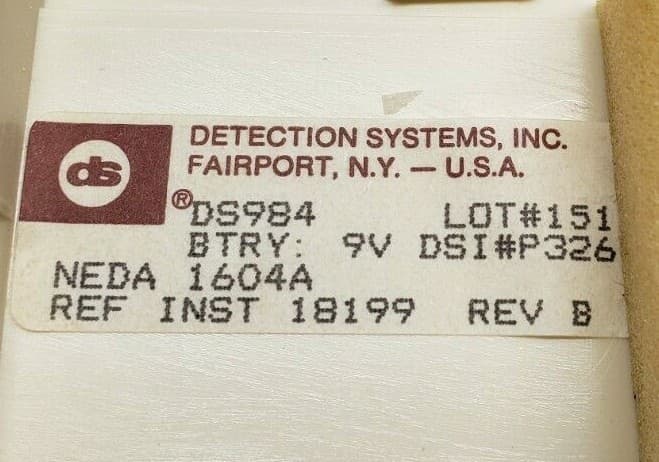 ds
DETECTION SYSTEMS, INC.
FAIRPORT, N.Y. — U.S.A.
®DS984 LOT#151
BTRY: 9V DSI#P326
NEDA 1604A
REF INST 18199 REV B